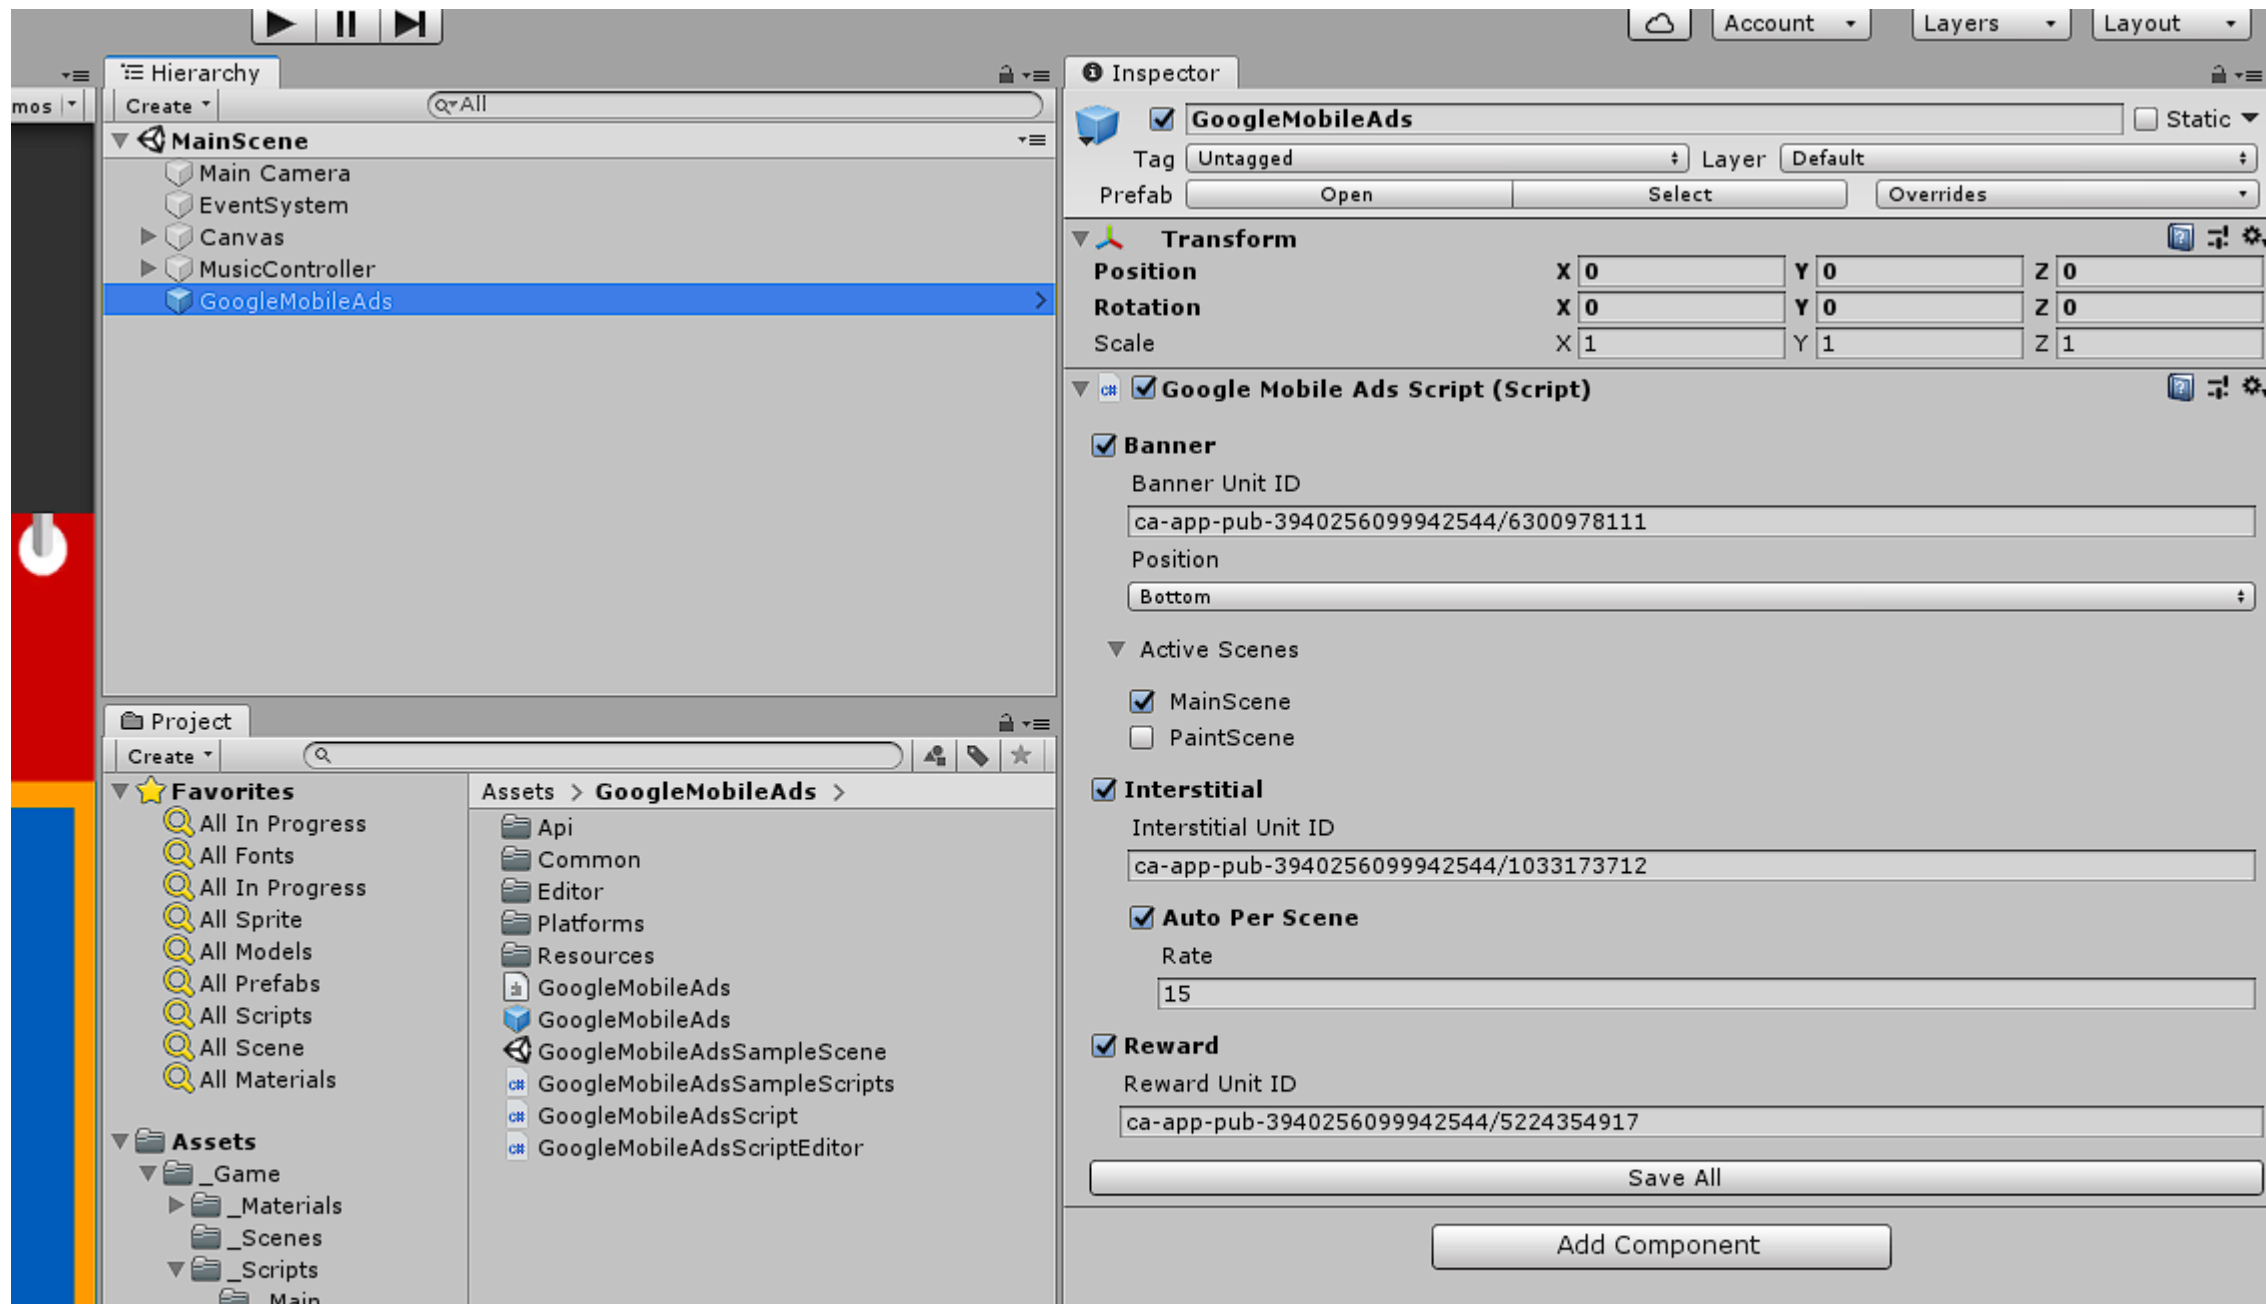 Account
Layers
Layout
Hierarchy
mos
Create
All
MainScene
Main Camera
EventSystem
Canvas
MusicController
GoogleMobileAds
Project
Create
Favorites
All In Progress
All Fonts
All In Progress
All Sprite
All Models
All Prefabs
All Scripts
All Scene
All Materials
Assets
_Game
_Materials
_Scenes
_Scripts
_Main
Assets > GoogleMobileAds >
Api
Common
Editor
Platforms
Resources
GoogleMobileAds
GoogleMobileAds
GoogleMobileAdsSampleScene
GoogleMobileAdsSampleScripts
GoogleMobileAdsScript
GoogleMobileAdsScriptEditor
Inspector
GoogleMobileAds Static
Tag Untagged Layer Default
Prefab Open Select Overrides
Transform
Position X 0 Y 0 Z 0
Rotation X 0 Y 0 Z 0
Scale X 1 Y 1 Z 1
c# Google Mobile Ads Script (Script)
Banner
Banner Unit ID
ca-app-pub-3940256099942544/6300978111
Position
Bottom
Active Scenes
MainScene
PaintScene
Interstitial
Interstitial Unit ID
ca-app-pub-3940256099942544/1033173712
Auto Per Scene
Rate
15
Reward
Reward Unit ID
ca-app-pub-3940256099942544/5224354917
Save All
Add Component